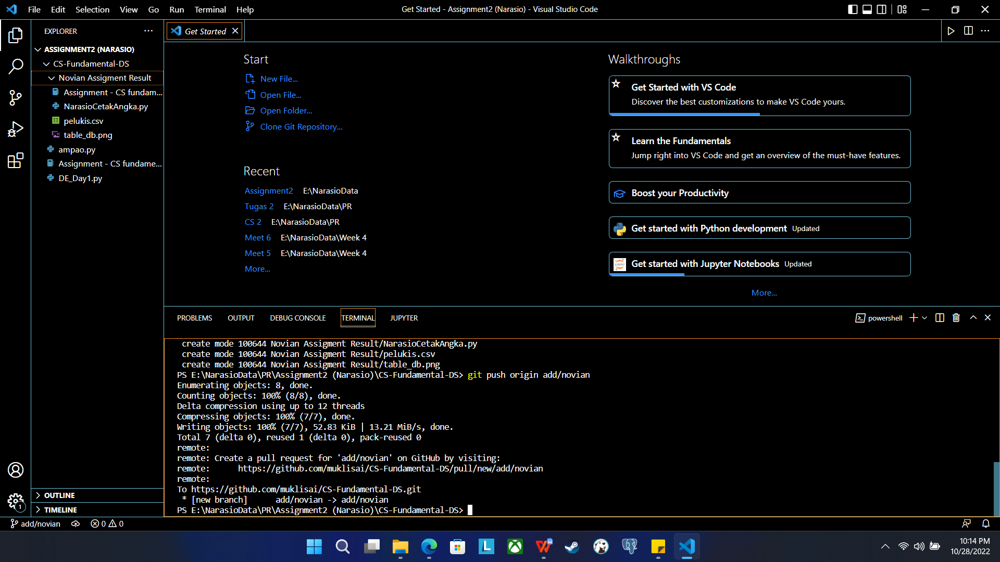 File Edit Selection View Go Run Terminal Help
Get Started - Assignment2 (Narasio) - Visual Studio Code
EXPLORER
ASSIGNMENT2 (NARASIO)
CS-Fundamental-DS
Novian Assigment Result
Assignment - CS fundam...
NarasioCetakAngka.py
pelukis.csv
table_db.png
ampao.py
Assignment - CS fundame...
DE_Day1.py
OUTLINE
TIMELINE
Get Started
Start
New File...
Open File...
Open Folder...
Clone Git Repository...
Recent
Assignment2 E:\NarasioData
Tugas 2 E:\NarasioData\PR
CS 2 E:\NarasioData\PR
Meet 6 E:\NarasioData\Week 4
Meet 5 E:\NarasioData\Week 4
More...
Walkthroughs
Get Started with VS Code
Discover the best customizations to make VS Code yours.
Learn the Fundamentals
Jump right into VS Code and get an overview of the must-have features.
Boost your Productivity
Get started with Python development Updated
Get started with Jupyter Notebooks Updated
More...
PROBLEMS OUTPUT DEBUG CONSOLE TERMINAL JUPYTER
powershell
create mode 100644 Novian Assigment Result/NarasioCetakAngka.py
create mode 100644 Novian Assigment Result/pelukis.csv
create mode 100644 Novian Assigment Result/table_db.png
PS E:\NarasioData\PR\Assignment2 (Narasio)\CS-Fundamental-DS> git push origin add/novian
Enumerating objects: 8, done.
Counting objects: 100% (8/8), done.
Delta compression using up to 12 threads
Compressing objects: 100% (7/7), done.
Writing objects: 100% (7/7), 52.83 KiB | 13.21 MiB/s, done.
Total 7 (delta 0), reused 1 (delta 0), pack-reused 0
remote:
remote: Create a pull request for 'add/novian' on GitHub by visiting:
remote:      https://github.com/muklisai/CS-Fundamental-DS/pull/new/add/novian
remote:
To https://github.com/muklisai/CS-Fundamental-DS.git
* [new branch]      add/novian -> add/novian
PS E:\NarasioData\PR\Assignment2 (Narasio)\CS-Fundamental-DS>
1
add/novian 0 0
10:14 PM
10/28/2022